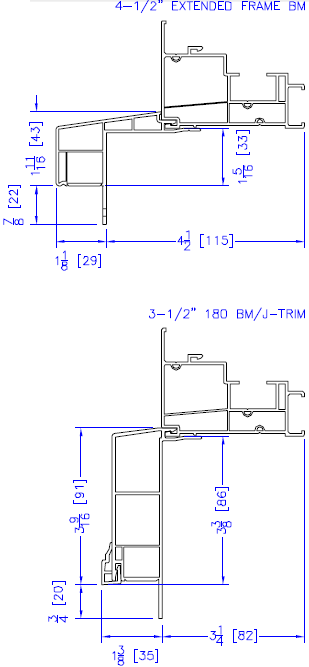 4-1/2" EXTENDED FRAME BM
1 11/16 [43]
1 5/16 [33]
7/8 [22]
4 1/2 [115]
1 1/8 [29]
3-1/2" 180 BM/J-TRIM
3 9/16 [91]
3 3/8 [86]
3/4 [20]
3 1/4 [82]
1 3/8 [35]